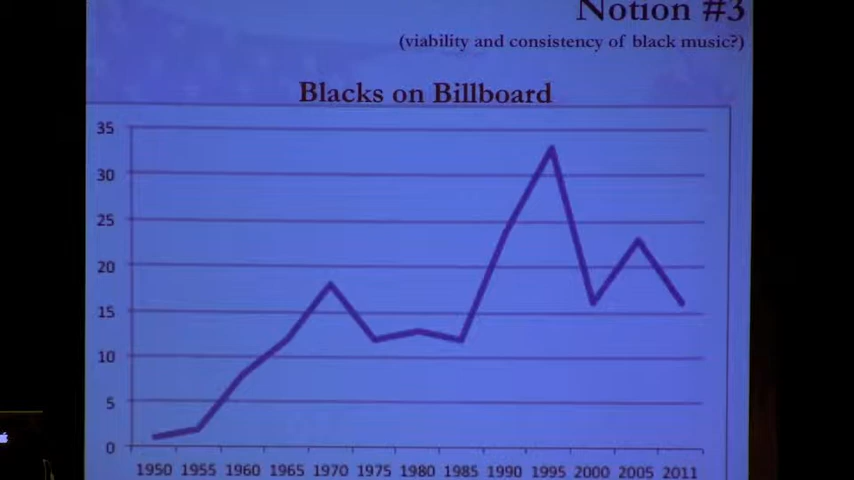 Notion #3
(viability and consistency of black music?)
Blacks on Billboard
35
30
25
20
15
10
5
0
1950 1955 1960 1965 1970 1975 1980 1985 1990 1995 2000 2005 2011